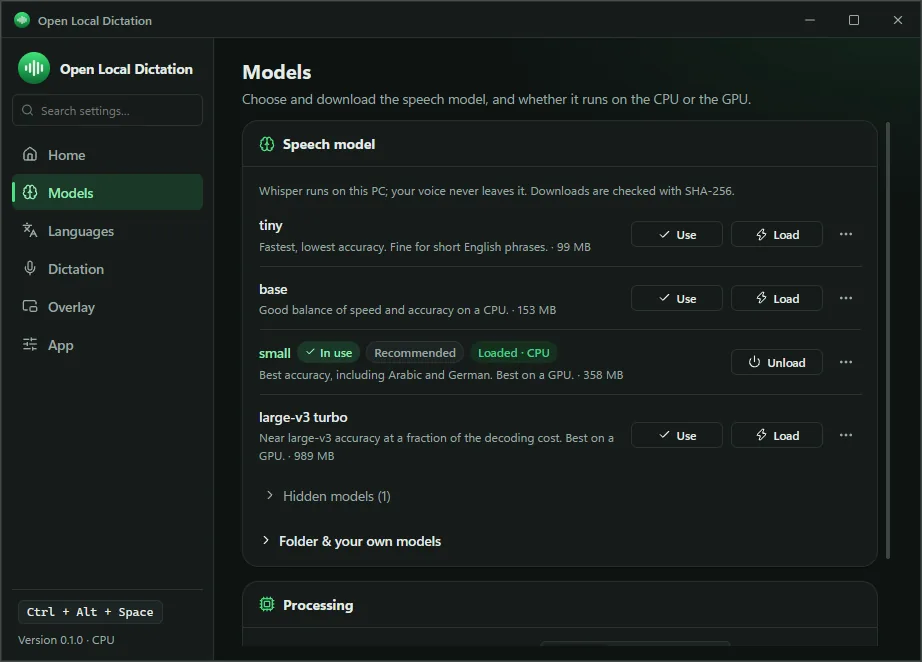 Open Local Dictation
Open Local Dictation
Search settings...
Home
Models
Languages
Dictation
Overlay
App
Ctrl + Alt + Space
Version 0.1.0 · CPU
Models
Choose and download the speech model, and whether it runs on the CPU or the GPU.
Speech model
Whisper runs on this PC; your voice never leaves it. Downloads are checked with SHA-256.
tiny
Fastest, lowest accuracy. Fine for short English phrases. · 99 MB
Use Load
base
Good balance of speed and accuracy on a CPU. · 153 MB
Use Load
small In use Recommended Loaded · CPU
Best accuracy, including Arabic and German. Best on a GPU. · 358 MB
Unload
large-v3 turbo
Near large-v3 accuracy at a fraction of the decoding cost. Best on a
GPU. · 989 MB
Use Load
Hidden models (1)
Folder & your own models
Processing